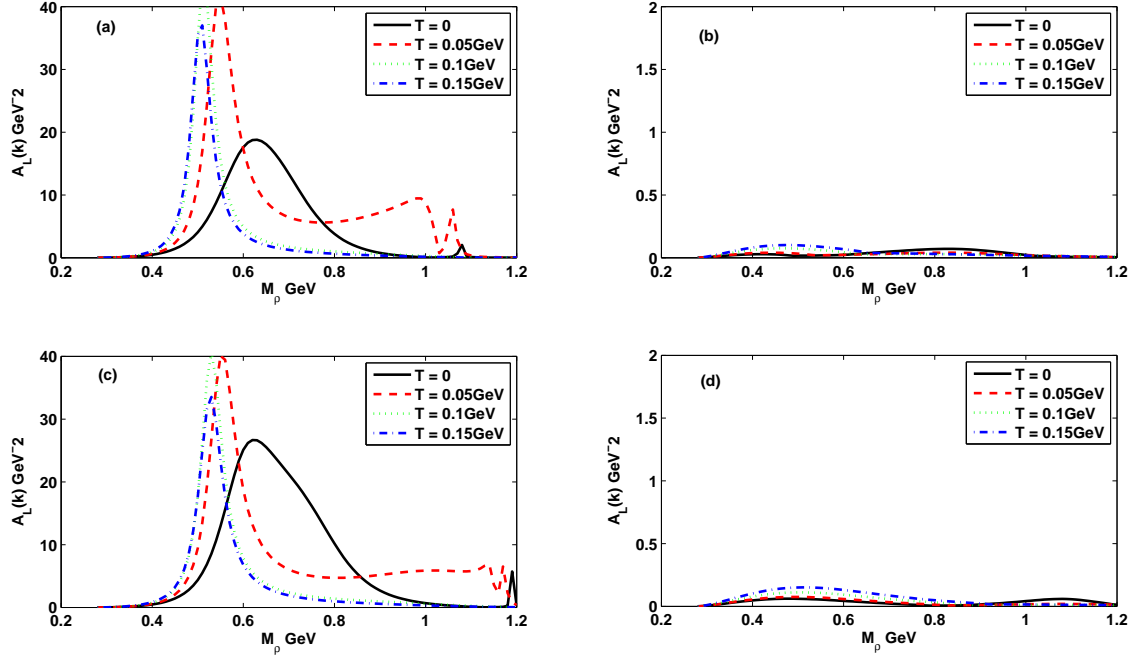 (a)
T = 0
T = 0.05GeV
T = 0.1GeV
T = 0.15GeV
A_L(k) GeV^-2
40
30
20
10
0
0.2 0.4 0.6 0.8 1 1.2
M_ρ GeV
(b)
T = 0
T = 0.05GeV
T = 0.1GeV
T = 0.15GeV
A_L(k) GeV^-2
2
1.5
1
0.5
0
0.2 0.4 0.6 0.8 1 1.2
M_ρ GeV
(c)
T = 0
T = 0.05GeV
T = 0.1GeV
T = 0.15GeV
A_L(k) GeV^-2
40
30
20
10
0
0.2 0.4 0.6 0.8 1 1.2
M_ρ GeV
(d)
T = 0
T = 0.05GeV
T = 0.1GeV
T = 0.15GeV
A_L(k) GeV^-2
2
1.5
1
0.5
0
0.2 0.4 0.6 0.8 1 1.2
M_ρ GeV